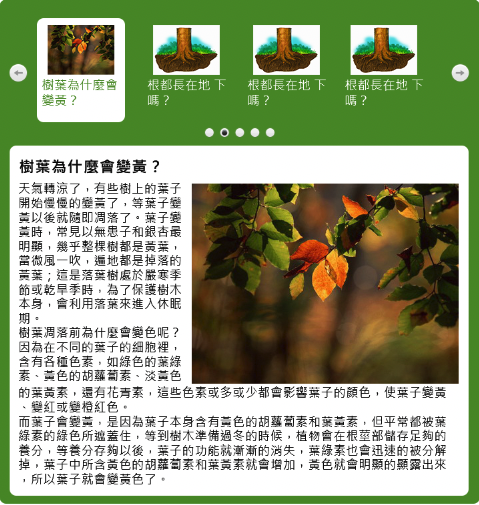 樹葉為什麼會
變黃？
根都長在地 下
嗎？
根都長在地 下
嗎？
根都長在地 下
嗎？
樹葉為什麼會變黃？
天氣轉涼了，有些樹上的葉子
開始慢慢的變黃了，等葉子變
黃以後就隨即凋落了。葉子變
黃時，常見以無患子和銀杏最
明顯，幾乎整棵樹都是黃葉，
當微風一吹，遍地都是掉落的
黃葉；這是落葉樹處於嚴寒季
節或乾旱季時，為了保護樹木
本身，會利用落葉來進入休眠
期。
樹葉凋落前為什麼會變色呢？
因為在不同的葉子的細胞裡，
含有各種色素，如綠色的葉綠
素、黃色的胡蘿蔔素、淡黃色
的葉黃素，還有花青素，這些色素或多或少都會影響葉子的顏色，使葉子變黃
、變紅或變橙紅色。
而葉子會變黃，是因為葉子本身含有黃色的胡蘿蔔素和葉黃素，但平常都被葉
綠素的綠色所遮蓋住，等到樹木準備過冬的時候，植物會在根莖部儲存足夠的
養分，等養分存夠以後，葉子的功能就漸漸的消失，葉綠素也會迅速的被分解
掉，葉子中所含黃色的胡蘿蔔素和葉黃素就會增加，黃色就會明顯的顯露出來
，所以葉子就會變黃色了。